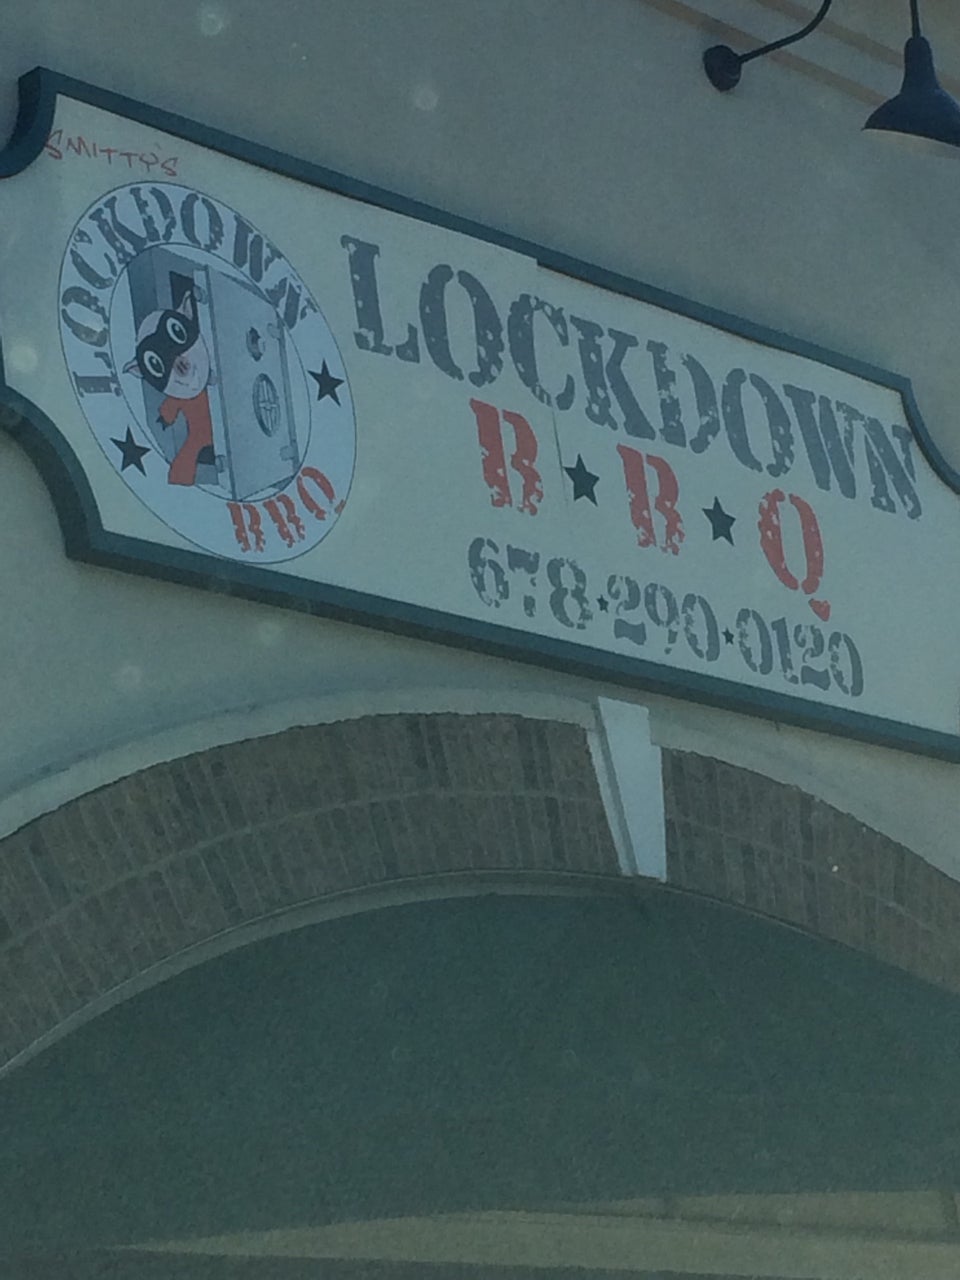 SMITTY'S
LOCKDOWN
BBQ
LOCKDOWN
B★B★Q
678★290★0120